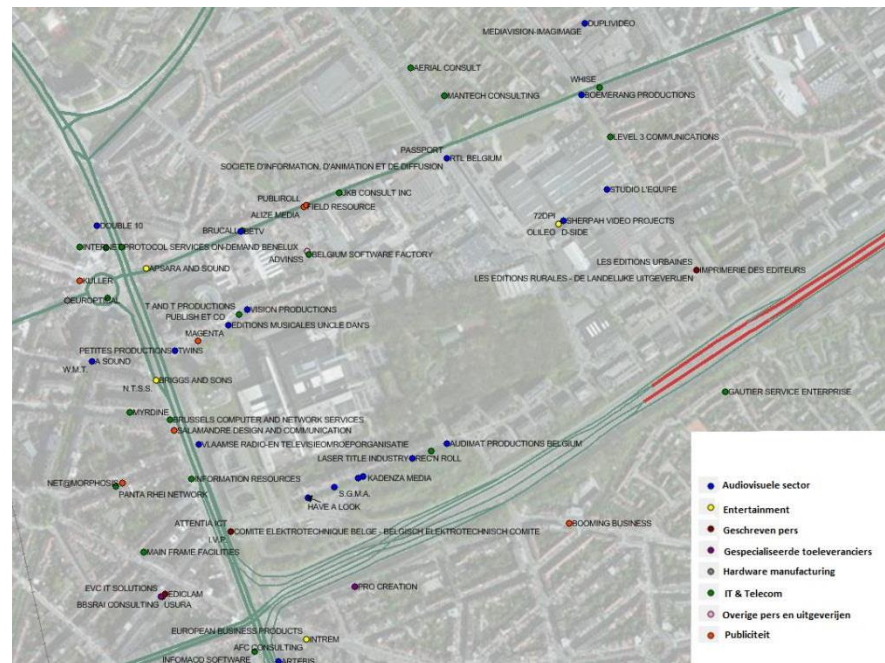 DUPLIVIDEO
MEDIAVISION-IMAGIMAGE
AERIAL CONSULT
WHISE
MANTECH CONSULTING
BOEMERANG PRODUCTIONS
LEVEL 3 COMMUNICATIONS
PASSPORT
RTL BELGIUM
SOCIETE D'INFORMATION, D'ANIMATION ET DE DIFFUSION
STUDIO L'EQUIPE
JKB CONSULT INC
PUBLIROLL
FIELD RESOURCE
ALIZE MEDIA
72DPI
SHERPAH VIDEO PROJECTS
OLILEO D-SIDE
DOUBLE 10
BRUCALL
BETV
INTERNET PROTOCOL SERVICES ON-DEMAND BENELUX
BELGIUM SOFTWARE FACTORY
ADVINSS
LES EDITIONS URBAINES
IMPRIMERIE DES EDITEURS
LES EDITIONS RURALES - DE LANDELIJKE UITGEVERIJEN
APSARA AND SOUND
KULLER
T AND T PRODUCTIONS
VISION PRODUCTIONS
PUBLISH ET CO
EDITIONS MUSICALES UNCLE DAN'S
MAGENTA
PETITES PRODUCTIONS
TWINS
A SOUND
W.M.T.
BRIGGS AND SONS
N.T.S.S.
GAUTIER SERVICE ENTERPRISE
MYRDINE
BRUSSELS COMPUTER AND NETWORK SERVICES
SALAMANDRE DESIGN AND COMMUNICATION
VLAAMSE RADIO-EN TELEVISIEOMROEPORGANISATIE
AUDIMAT PRODUCTIONS BELGIUM
LASER TITLE INDUSTRY
REC'N ROLL
KADENZA MEDIA
S.G.M.A.
HAVE A LOOK
INFORMATION RESOURCES
NET@MORPHOSIS
PANTA RHEI NETWORK
ATTENTIA ICT
COMITE ELEKTROTECHNIQUE BELGE - BELGISCH ELEKTROTECHNISCH COMITE
I.V.P.
BOOMING BUSINESS
MAIN FRAME FACILITIES
EVC IT SOLUTIONS
EDICLAM
BBSRAI CONSULTING USURA
PRO CREATION
EUROPEAN BUSINESS PRODUCTS
INTREM
AFC CONSULTING
INFOMACO SOFTWARE
ARTEBIS
Audiovisuele sector
Entertainment
Geschreven pers
Gespecialiseerde toeleveranciers
Hardware manufacturing
IT & Telecom
Overige pers en uitgeverijen
Publiciteit